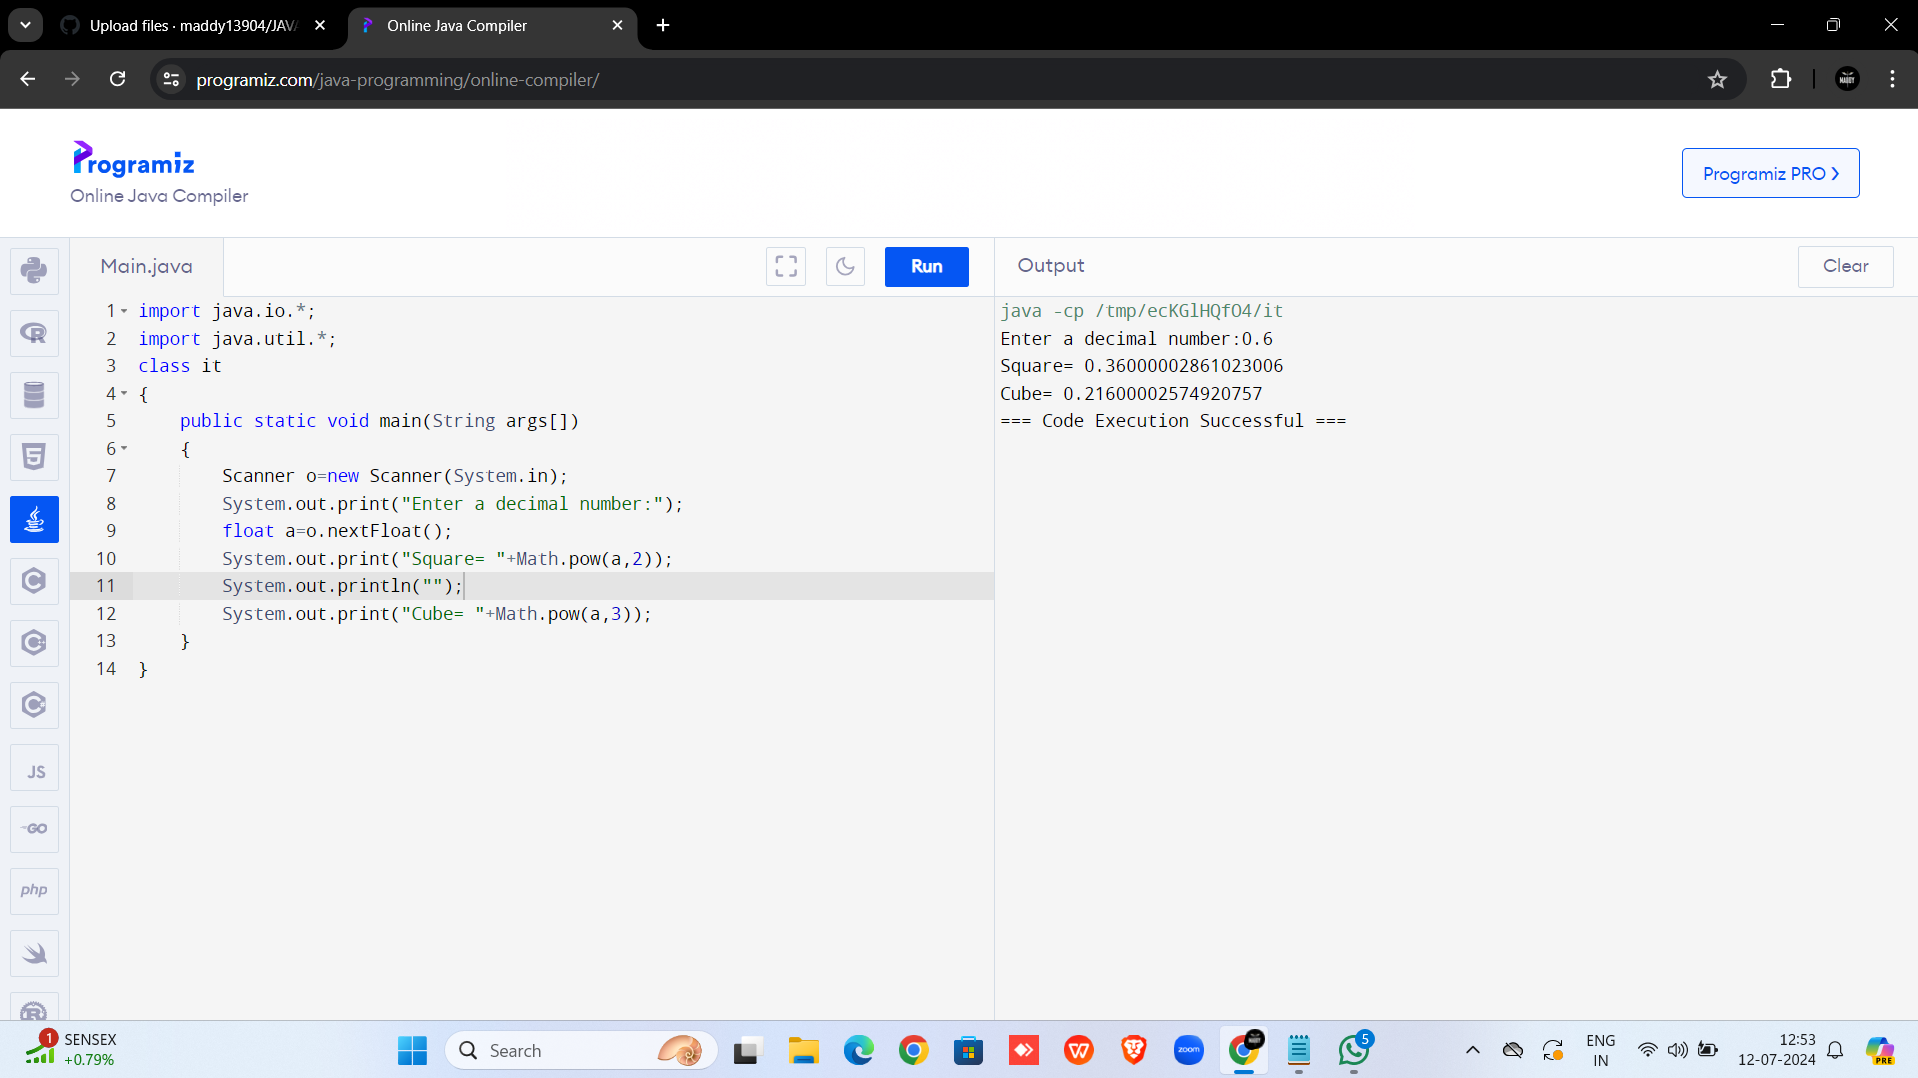 Upload files · maddy13904/JAVA
Online Java Compiler
programiz.com/java-programming/online-compiler/
MADDY
Programiz
Online Java Compiler
Programiz PRO
Main.java
Run
Output
Clear
1 import java.io.*;
2 import java.util.*;
3 class it
4 {
5 public static void main(String args[])
6 {
7 Scanner o=new Scanner(System.in);
8 System.out.print("Enter a decimal number:");
9 float a=o.nextFloat();
10 System.out.print("Square= "+Math.pow(a,2));
11 System.out.println("");
12 System.out.print("Cube= "+Math.pow(a,3));
13 }
14 }
java -cp /tmp/ecKGlHQfO4/it
Enter a decimal number:0.6
Square= 0.36000002861023006
Cube= 0.21600002574920757
=== Code Execution Successful ===
R
5
C
C
C
JS
GO
php
R
1
SENSEX
+0.79%
Search
W
zoom
5
ENG
IN
12:53
12-07-2024
PRE